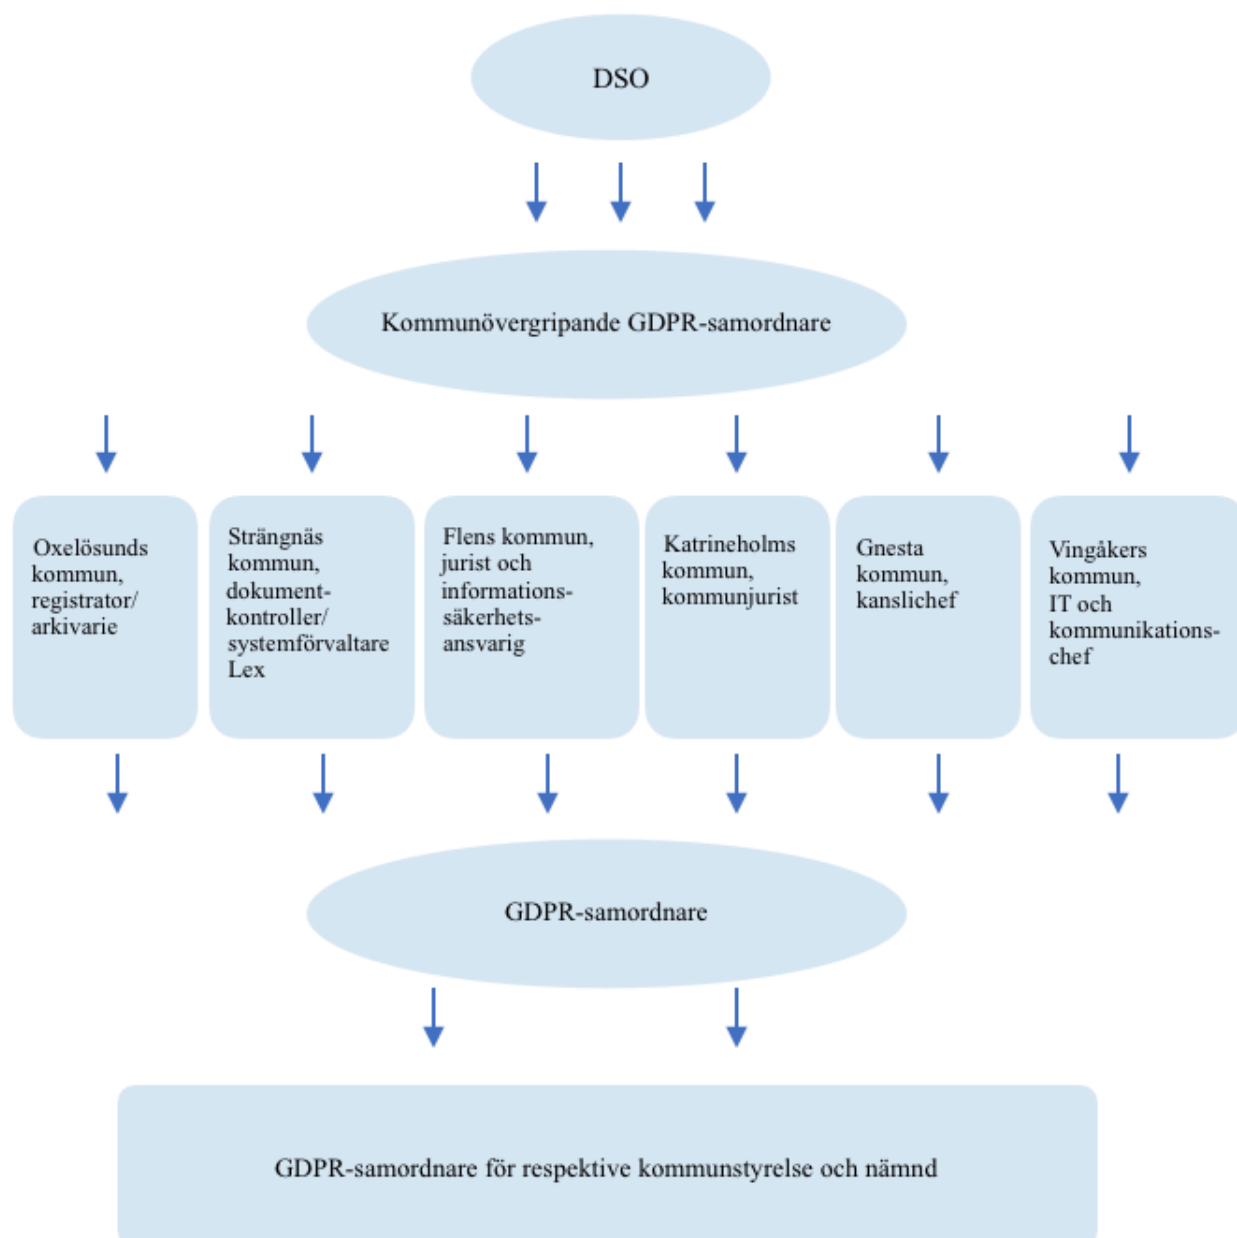 DSO
Kommunövergripande GDPR-samordnare
Oxelösunds
kommun,
registrator/
arkivarie
Strängnäs
kommun,
dokument-
kontroller/
systemförvaltare
Lex
Flens kommun,
jurist och
informations-
säkerhets-
ansvarig
Katrineholms
kommun,
kommunjurist
Gnesta
kommun,
kanslichef
Vingåkers
kommun,
IT och
kommunikations-
chef
GDPR-samordnare
GDPR-samordnare för respektive kommunstyrelse och nämnd